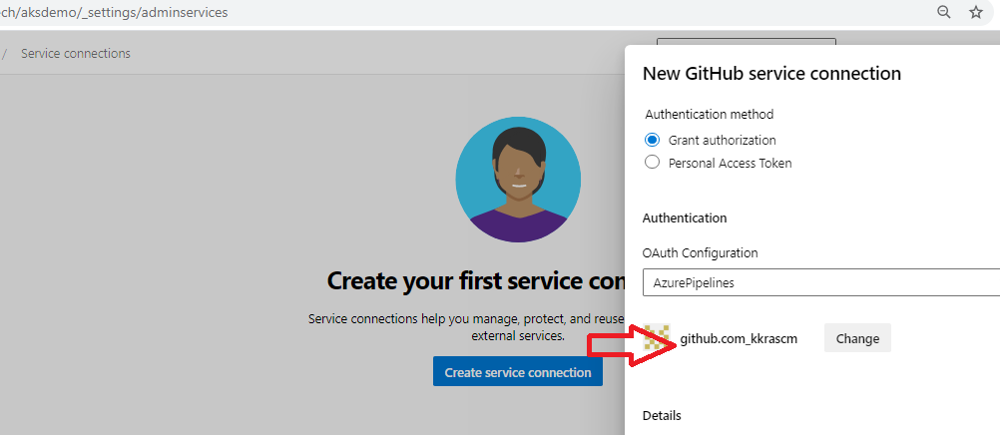 ech/aksdemo/_settings/adminservices
/ Service connections
Create your first service con
Service connections help you manage, protect, and reuse
external services.
Create service connection
New GitHub service connection
Authentication method
Grant authorization
Personal Access Token
Authentication
OAuth Configuration
AzurePipelines
github.com_kkrascm
Change
Details